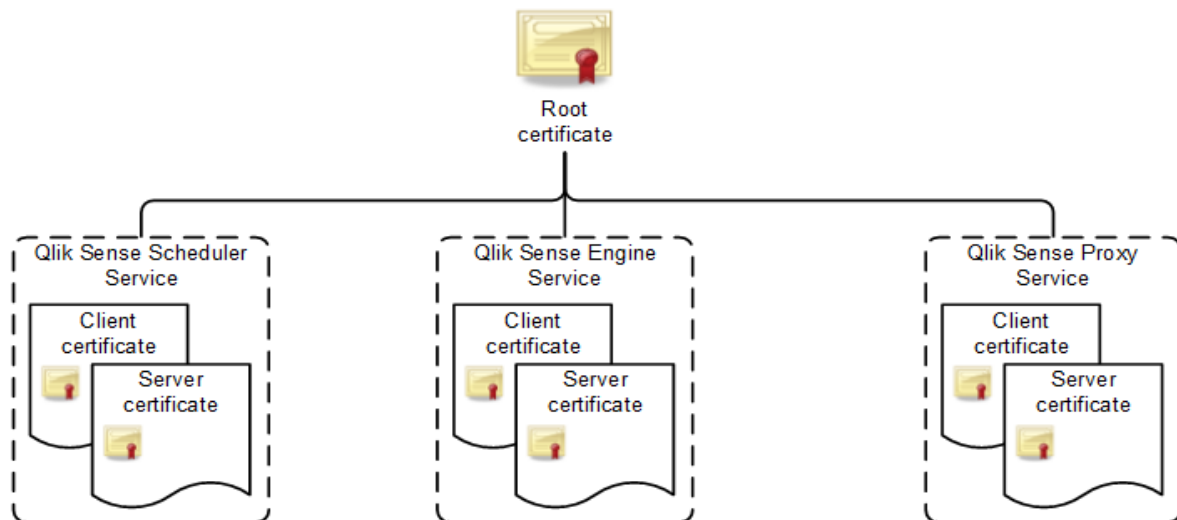 Root
certificate
Qlik Sense Scheduler
Service
Client
certificate
Server
certificate
Qlik Sense Engine
Service
Client
certificate
Server
certificate
Qlik Sense Proxy
Service
Client
certificate
Server
certificate